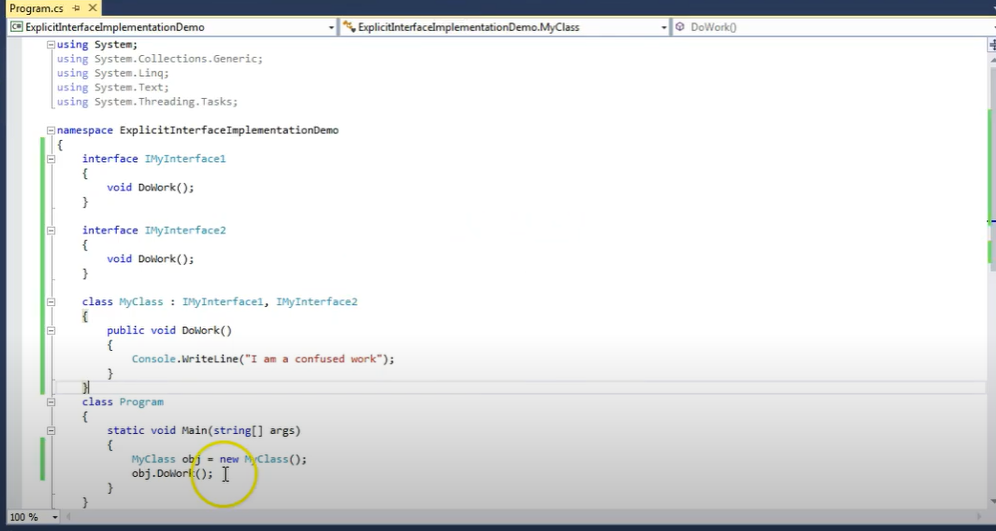 Program.cs
ExplicitInterfaceImplementationDemo ExplicitInterfaceImplementationDemo.MyClass DoWork()
using System;
using System.Collections.Generic;
using System.Linq;
using System.Text;
using System.Threading.Tasks;
namespace ExplicitInterfaceImplementationDemo
{
interface IMyInterface1
{
void DoWork();
}
interface IMyInterface2
{
void DoWork();
}
class MyClass : IMyInterface1, IMyInterface2
{
public void DoWork()
{
Console.WriteLine("I am a confused work");
}
}
class Program
{
static void Main(string[] args)
{
MyClass obj = new MyClass();
obj.DoWork();
}
}
100 %